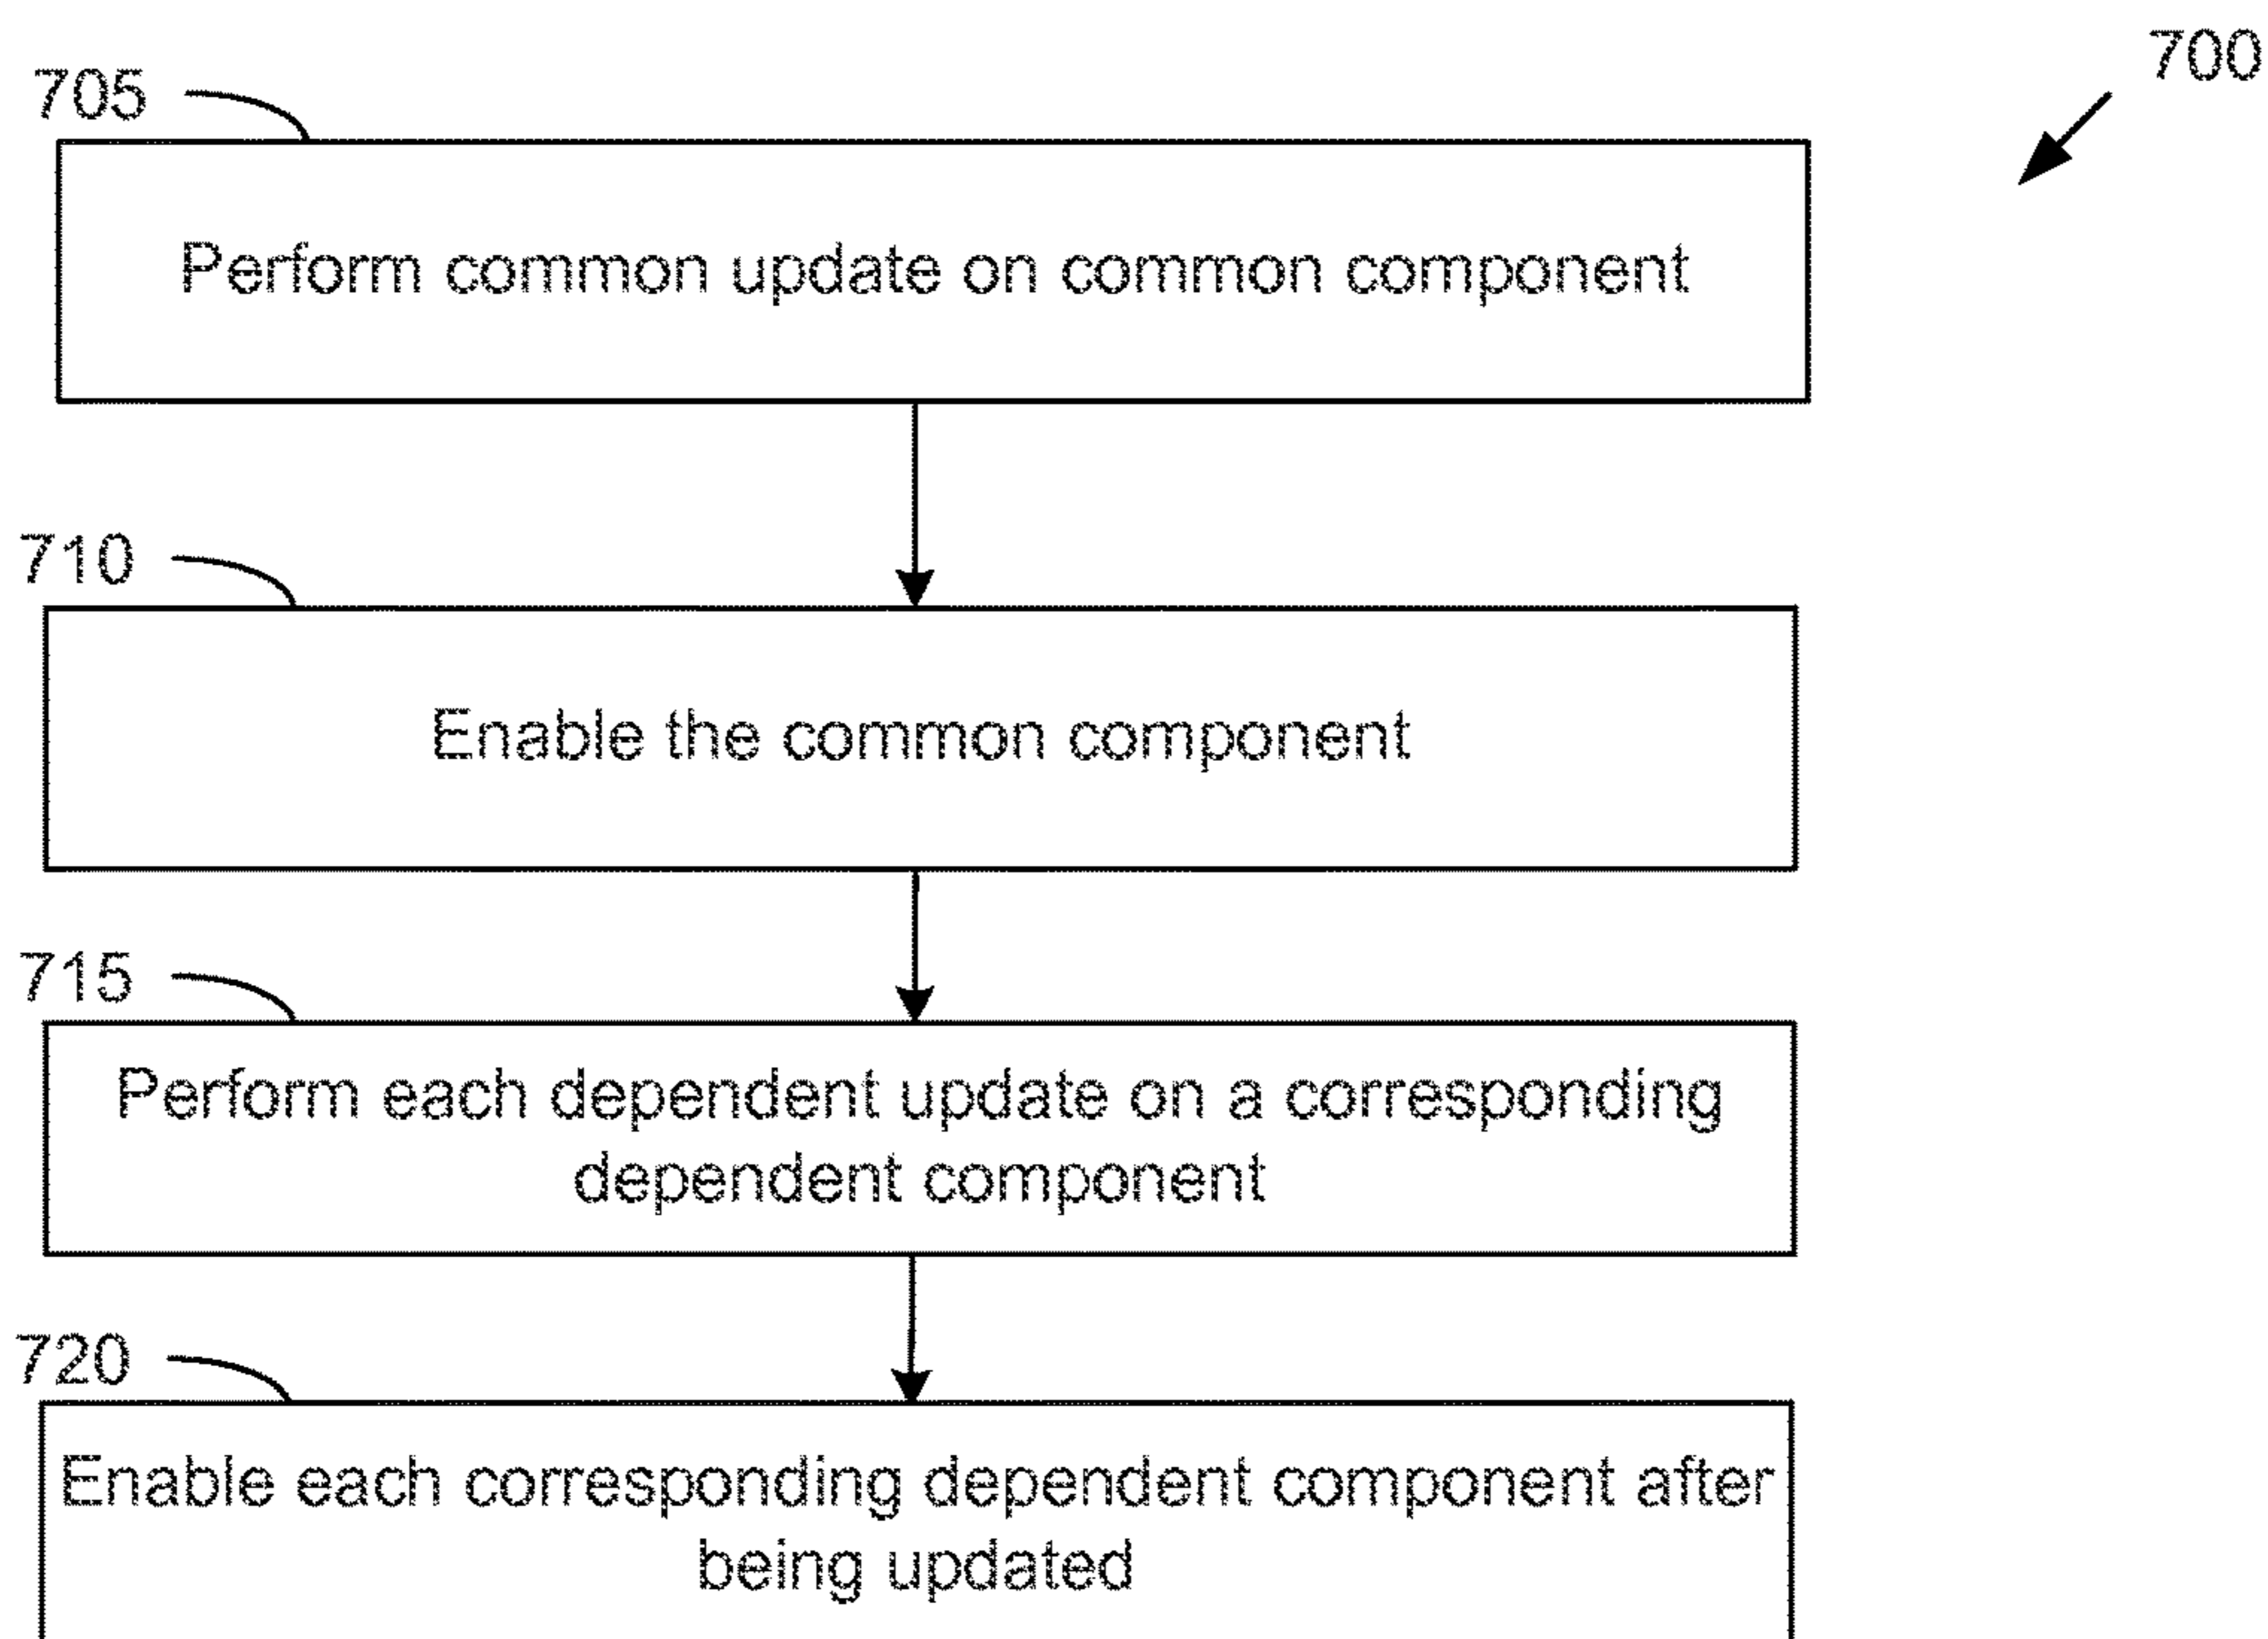 700
705
Perform common update on common component
710
Enable the common component
715
Perform each dependent update on a corresponding
dependent component
720
Enable each corresponding dependent component after
being updated